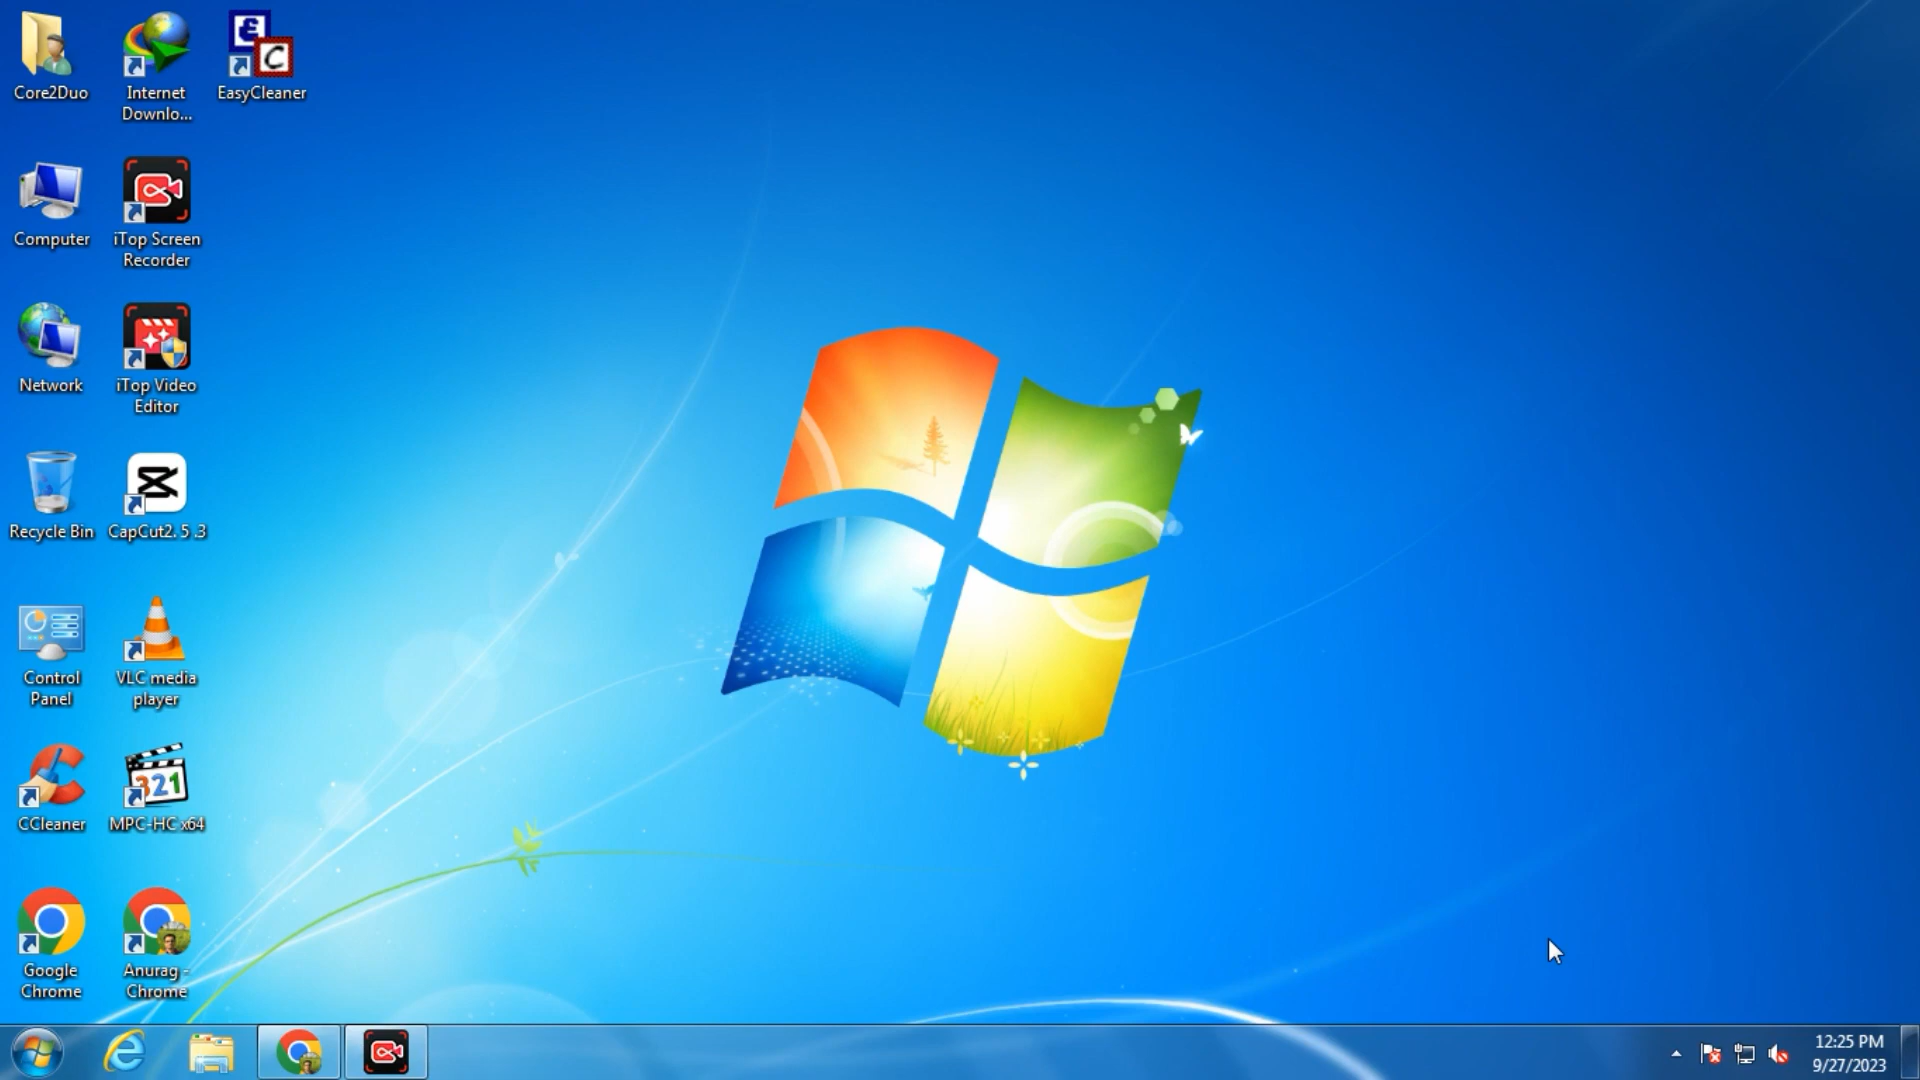 Core2Duo
Internet
Downlo...
EasyCleaner
E
C
Computer
iTop Screen
Recorder
Network
iTop Video
Editor
Recycle Bin
CapCut2. 5 .3
Control
Panel
VLC media
player
CCleaner
321
MPC-HC x64
Google
Chrome
Anurag -
Chrome
12:25 PM
9/27/2023